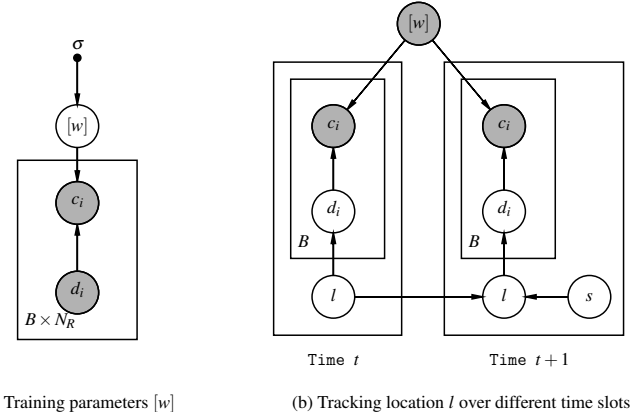 σ
[w]
c_i
d_i
B × N_R
[w]
c_i
c_i
d_i
d_i
B
B
l
l
s
Time t
Time t + 1
Training parameters [w]
(b) Tracking location l over different time slots